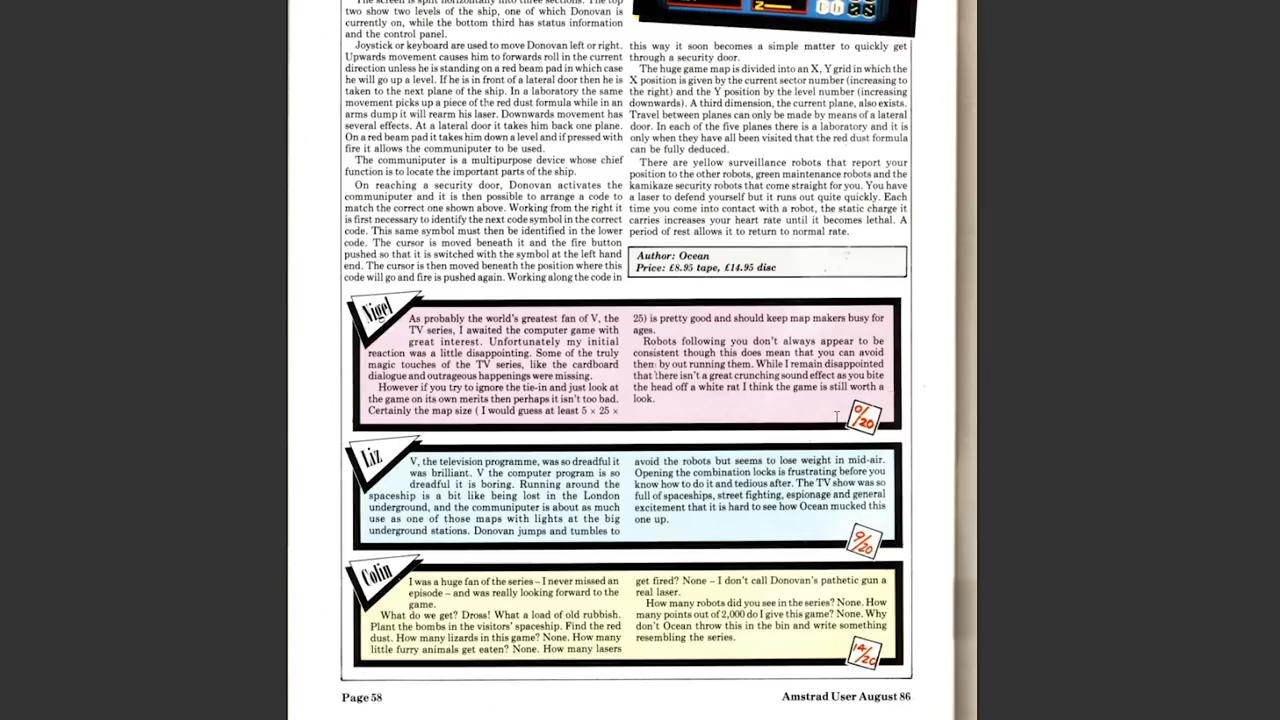 two show two levels of the ship, one of which Donovan is
currently on, while the bottom third has status information
and the control panel.
Joystick or keyboard are used to move Donovan left or right.
Upwards movement causes him to forwards roll in the current
direction unless he is standing on a red beam pad in which case
he will go up a level. If he is in front of a lateral door then he is
taken to the next plane of the ship. In a laboratory the same
movement picks up a piece of the red dust formula while in an
arms dump it will rearm his laser. Downwards movement has
several effects. At a lateral door it takes him back one plane.
On a red beam pad it takes him down a level and if pressed with
fire it allows the communiputer to be used.
The communiputer is a multipurpose device whose chief
function is to locate the important parts of the ship.
On reaching a security door, Donovan activates the
communiputer and it is then possible to arrange a code to
match the correct one shown above. Working from the right it
is first necessary to identify the next code symbol in the correct
code. This same symbol must then be identified in the lower
code. The cursor is moved beneath it and the fire button
pushed so that it is switched with the symbol at the left hand
end. The cursor is then moved beneath the position where this
code will go and fire is pushed again. Working along the code in
this way it soon becomes a simple matter to quickly get
through a security door.
The huge game map is divided into an X, Y grid in which the
X position is given by the current sector number (increasing to
the right) and the Y position by the level number (increasing
downwards). A third dimension, the current plane, also exists.
Travel between planes can only be made by means of a lateral
door. In each of the five planes there is a laboratory and it is
only when they have all been visited that the red dust formula
can be fully deduced.
There are yellow surveillance robots that report your
position to the other robots, green maintenance robots and the
kamikaze security robots that come straight for you. You have
a laser to defend yourself but it runs out quite quickly. Each
time you come into contact with a robot, the static charge it
carries increases your heart rate until it becomes lethal. A
period of rest allows it to return to normal rate.
Author: Ocean
Price: £8.95 tape, £14.95 disc
Nigel
As probably the world's greatest fan of V, the
TV series, I awaited the computer game with
great interest. Unfortunately my initial
reaction was a little disappointing. Some of the truly
magic touches of the TV series, like the cardboard
dialogue and outrageous happenings were missing.
However if you try to ignore the tie-in and just look at
the game on its own merits then perhaps it isn't too bad.
Certainly the map size ( I would guess at least 5 × 25 ×
25) is pretty good and should keep map makers busy for
ages.
Robots following you don't always appear to be
consistent though this does mean that you can avoid
them by out running them. While I remain disappointed
that there isn't a great crunching sound effect as you bite
the head off a white rat I think the game is still worth a
look.
0/20
Liz
V, the television programme, was so dreadful it
was brilliant. V the computer program is so
dreadful it is boring. Running around the
spaceship is a bit like being lost in the London
underground, and the communiputer is about as much
use as one of those maps with lights at the big
underground stations. Donovan jumps and tumbles to
avoid the robots but seems to lose weight in mid-air.
Opening the combination locks is frustrating before you
know how to do it and tedious after. The TV show was so
full of spaceships, street fighting, espionage and general
excitement that it is hard to see how Ocean mucked this
one up.
9/20
Colin
I was a huge fan of the series – I never missed an
episode – and was really looking forward to the
game.
What do we get? Dross! What a load of old rubbish.
Plant the bombs in the visitors' spaceship. Find the red
dust. How many lizards in this game? None. How many
little furry animals get eaten? None. How many lasers
get fired? None – I don't call Donovan's pathetic gun a
real laser.
How many robots did you see in the series? None. How
many points out of 2,000 do I give this game? None. Why
don't Ocean throw this in the bin and write something
resembling the series.
14/20
Page 58
Amstrad User August 86